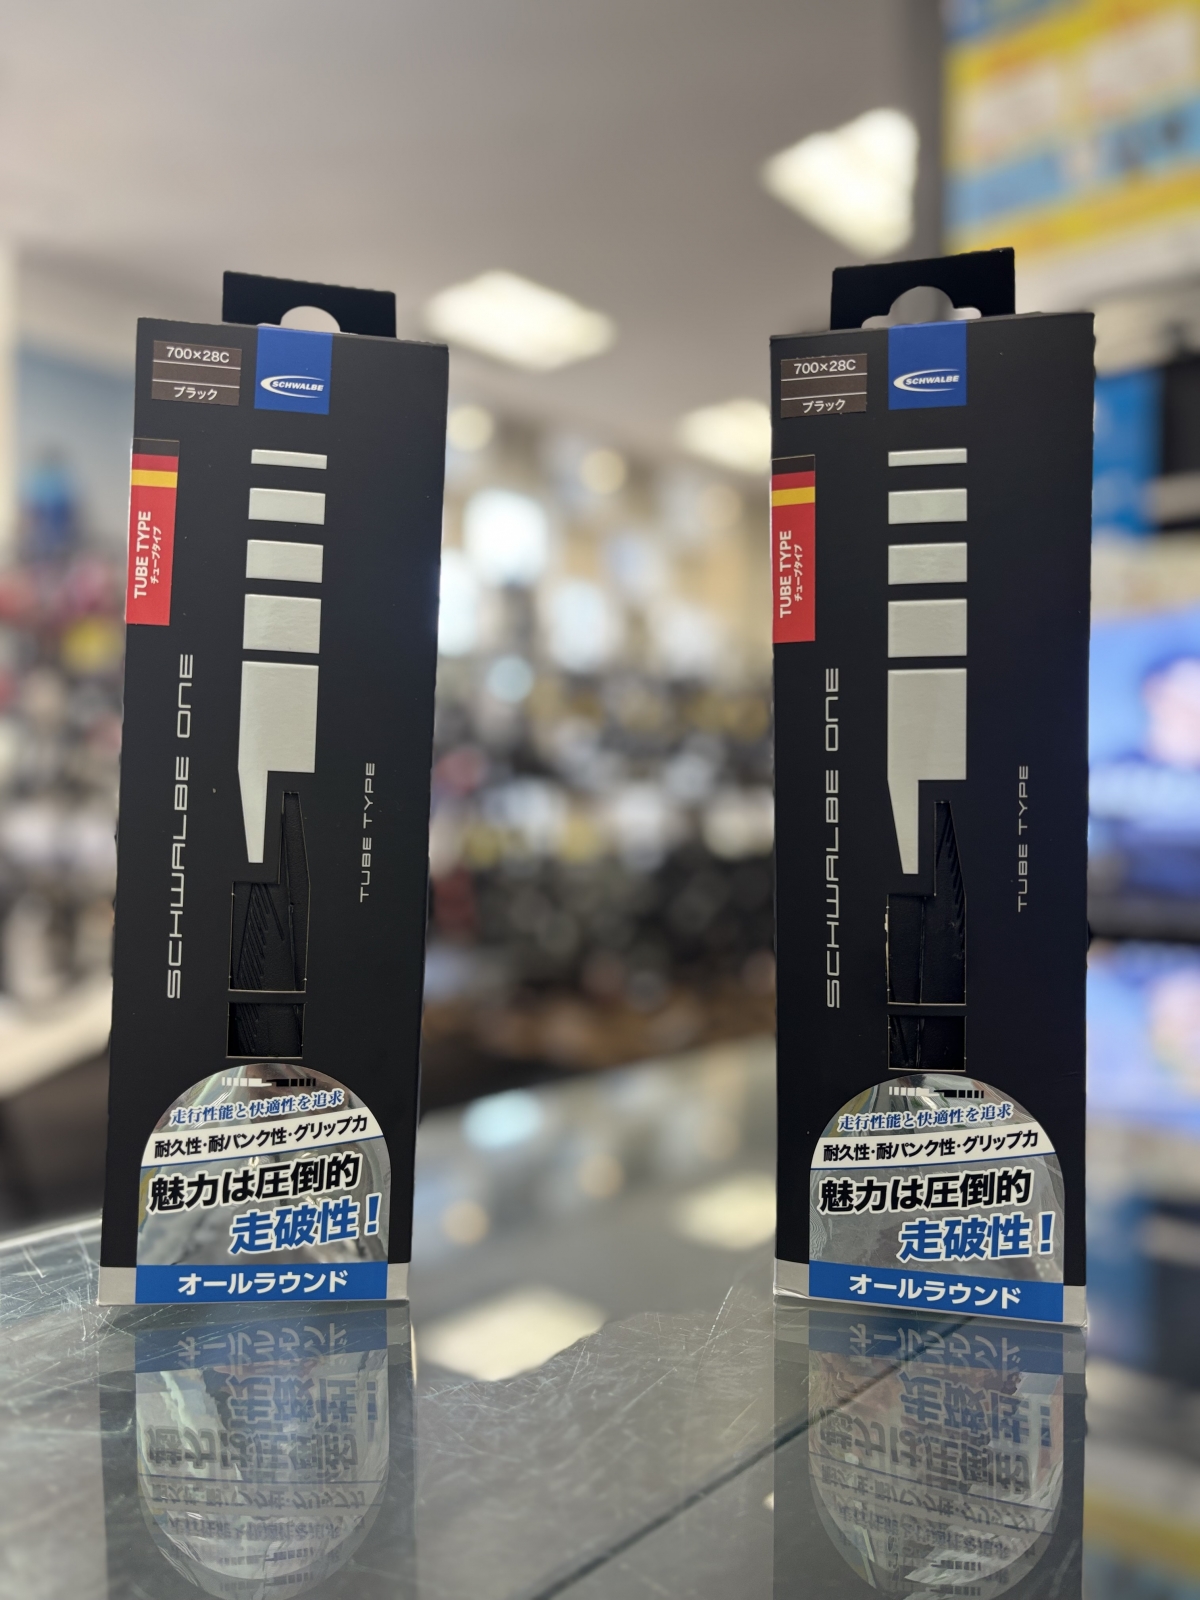 700×28C
ブラック
SCHWALBE
TUBE TYPE
チューブタイプ
SCHWALBE ONE
TUBE TYPE
走行性能と快適性を追求
耐久性・耐パンク性・グリップ力
魅力は圧倒的
走破性!
オールラウンド
700×28C
ブラック
SCHWALBE
TUBE TYPE
チューブタイプ
SCHWALBE ONE
TUBE TYPE
走行性能と快適性を追求
耐久性・耐パンク性・グリップ力
魅力は圧倒的
走破性!
オールラウンド